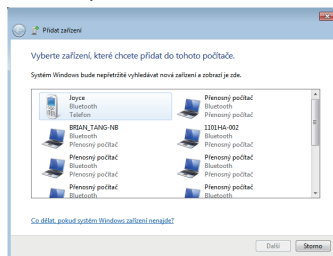 Přidat zařízení
Vyberte zařízení, které chcete přidat do tohoto počítače.
Systém Windows bude nepřetržitě vyhledávat nová zařízení a zobrazí je zde.
Joyce
Bluetooth
Telefon
Přenosný počítač
Bluetooth
Přenosný počítač
BRIAN_TANG-NB
Bluetooth
Přenosný počítač
1101HA-002
Bluetooth
Přenosný počítač
Přenosný počítač
Bluetooth
Přenosný počítač
Přenosný počítač
Bluetooth
Přenosný počítač
Přenosný počítač
Bluetooth
Přenosný počítač
Bluetooth
Co dělat, pokud systém Windows zařízení nenajde?
Další
Storno